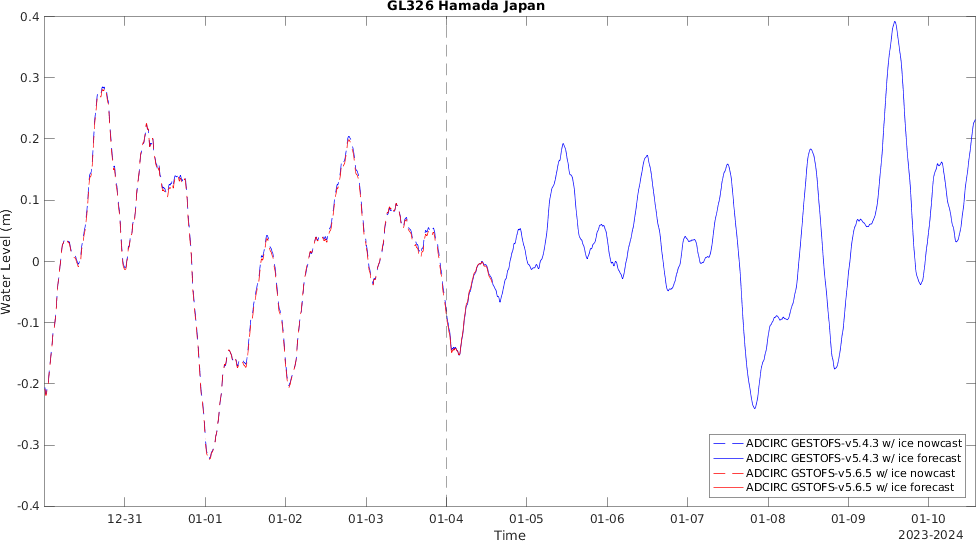 GL326 Hamada Japan
0.4
0.3
0.2
0.1
0
-0.1
-0.2
-0.3
-0.4
Water Level (m)
12-31 01-01 01-02 01-03 01-04 01-05 01-06 01-07 01-08 01-09 01-10
Time
2023-2024
ADCIRC GESTOFS-v5.4.3 w/ ice nowcast
ADCIRC GESTOFS-v5.4.3 w/ ice forecast
ADCIRC GSTOFS-v5.6.5 w/ ice nowcast
ADCIRC GSTOFS-v5.6.5 w/ ice forecast